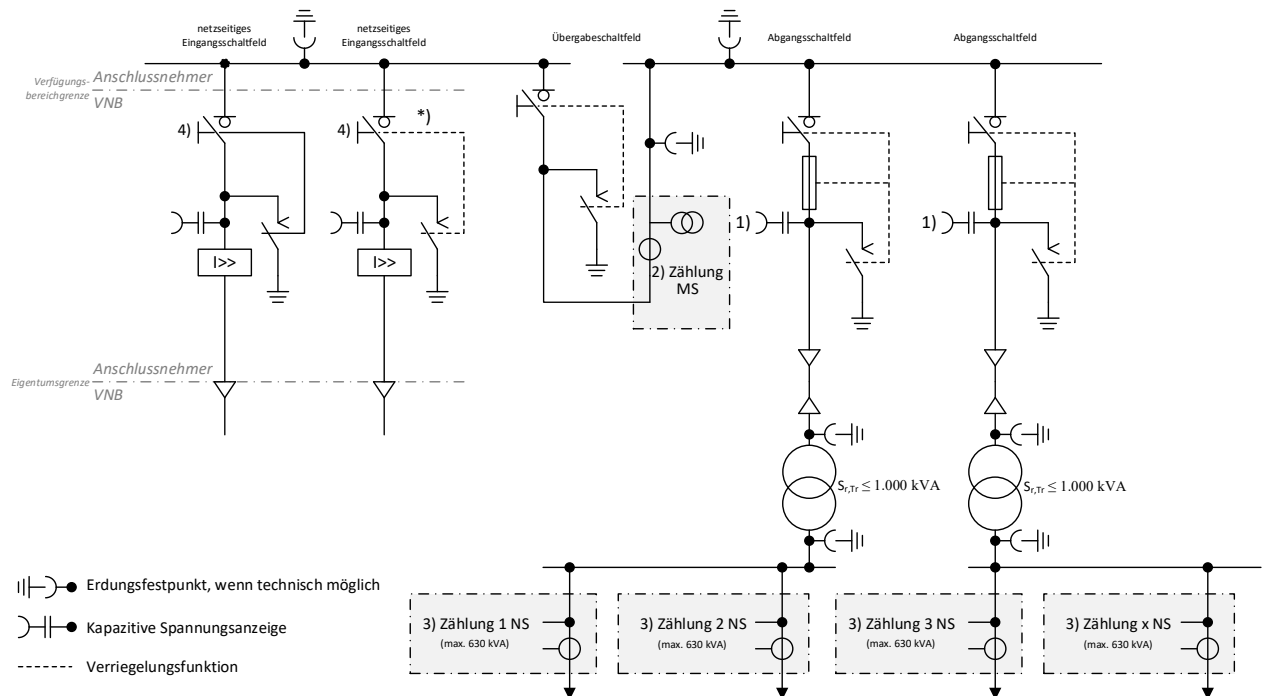 netzseitiges
Eingangsschaltfeld
netzseitiges
Eingangsschaltfeld
Übergabeschaltfeld
Abgangsschaltfeld
Abgangsschaltfeld
Verfügungs-
bereichgrenze
Anschlussnehmer
VNB
4)
4)
*)
1)
1)
I>>
I>>
2) Zählung
MS
Eigentumsgrenze
Anschlussnehmer
VNB
Sr,Tr ≤ 1.000 kVA
Sr,Tr ≤ 1.000 kVA
Erdungsfestpunkt, wenn technisch möglich
Kapazitive Spannungsanzeige
Verriegelungsfunktion
3) Zählung 1 NS
(max. 630 kVA)
3) Zählung 2 NS
(max. 630 kVA)
3) Zählung 3 NS
(max. 630 kVA)
3) Zählung x NS
(max. 630 kVA)